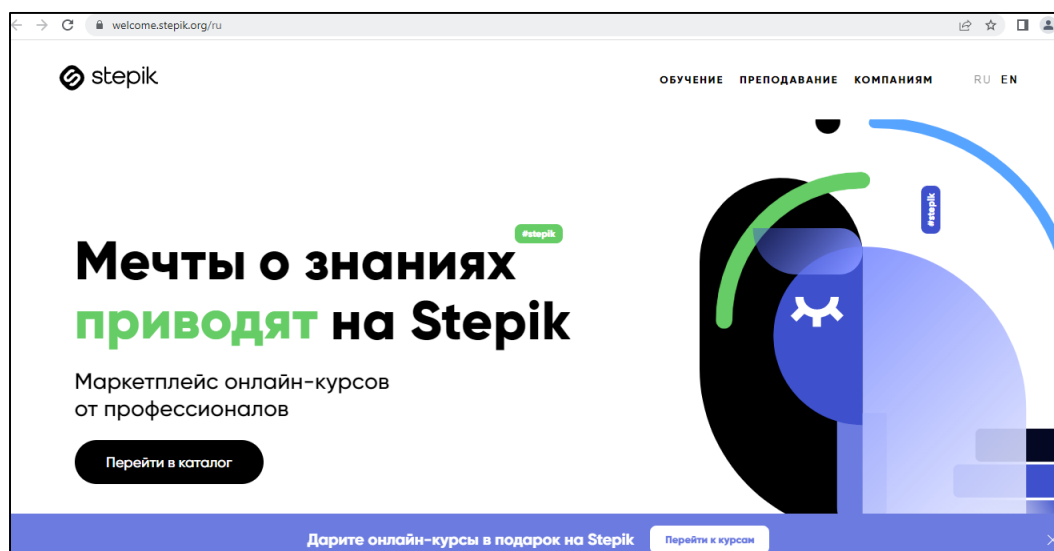 welcome.stepik.org/ru
stepik
ОБУЧЕНИЕ ПРЕПОДАВАНИЕ КОМПАНИЯМ RU EN
#stepik
#stepik
Мечты о знаниях
приводят на Stepik
Маркетплейс онлайн-курсов
от профессионалов
Перейти в каталог
Дарите онлайн-курсы в подарок на Stepik Перейти к курсам